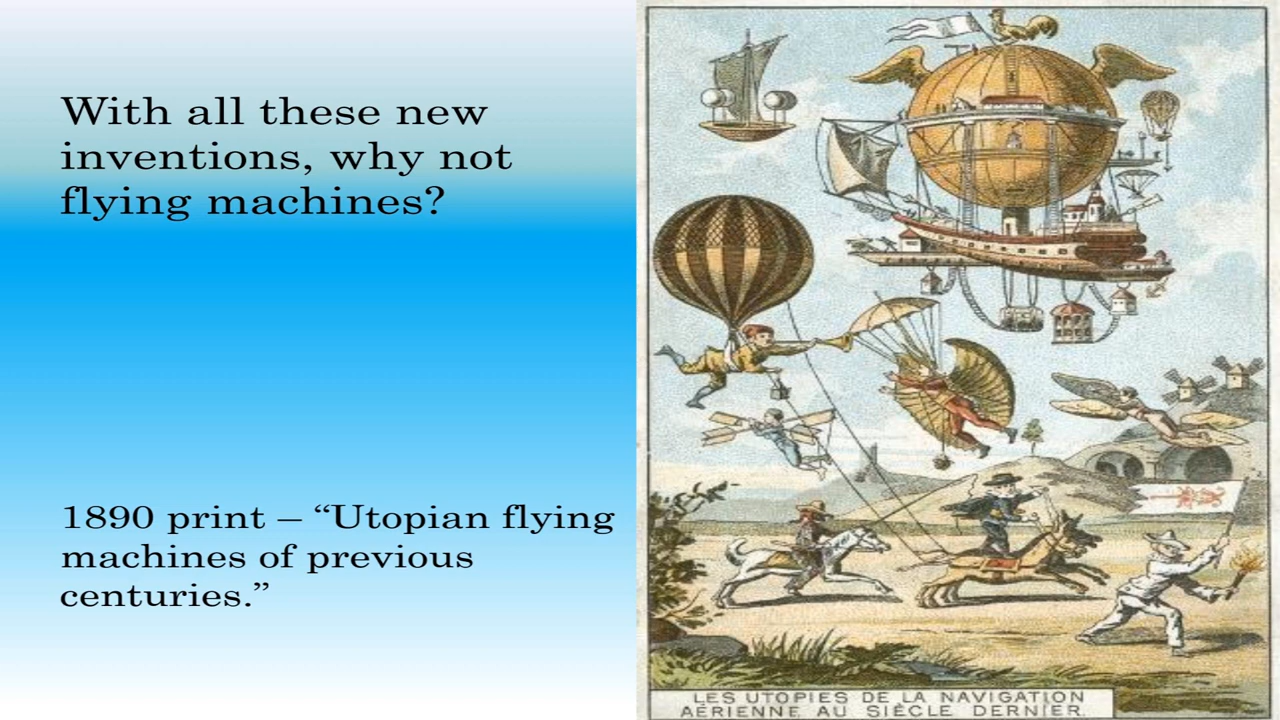 With all these new
inventions, why not
flying machines?
1890 print – “Utopian flying
machines of previous
centuries.”
LES UTOPIES DE LA NAVIGATION
AÉRIENNE AU SIÈCLE DERNIER.